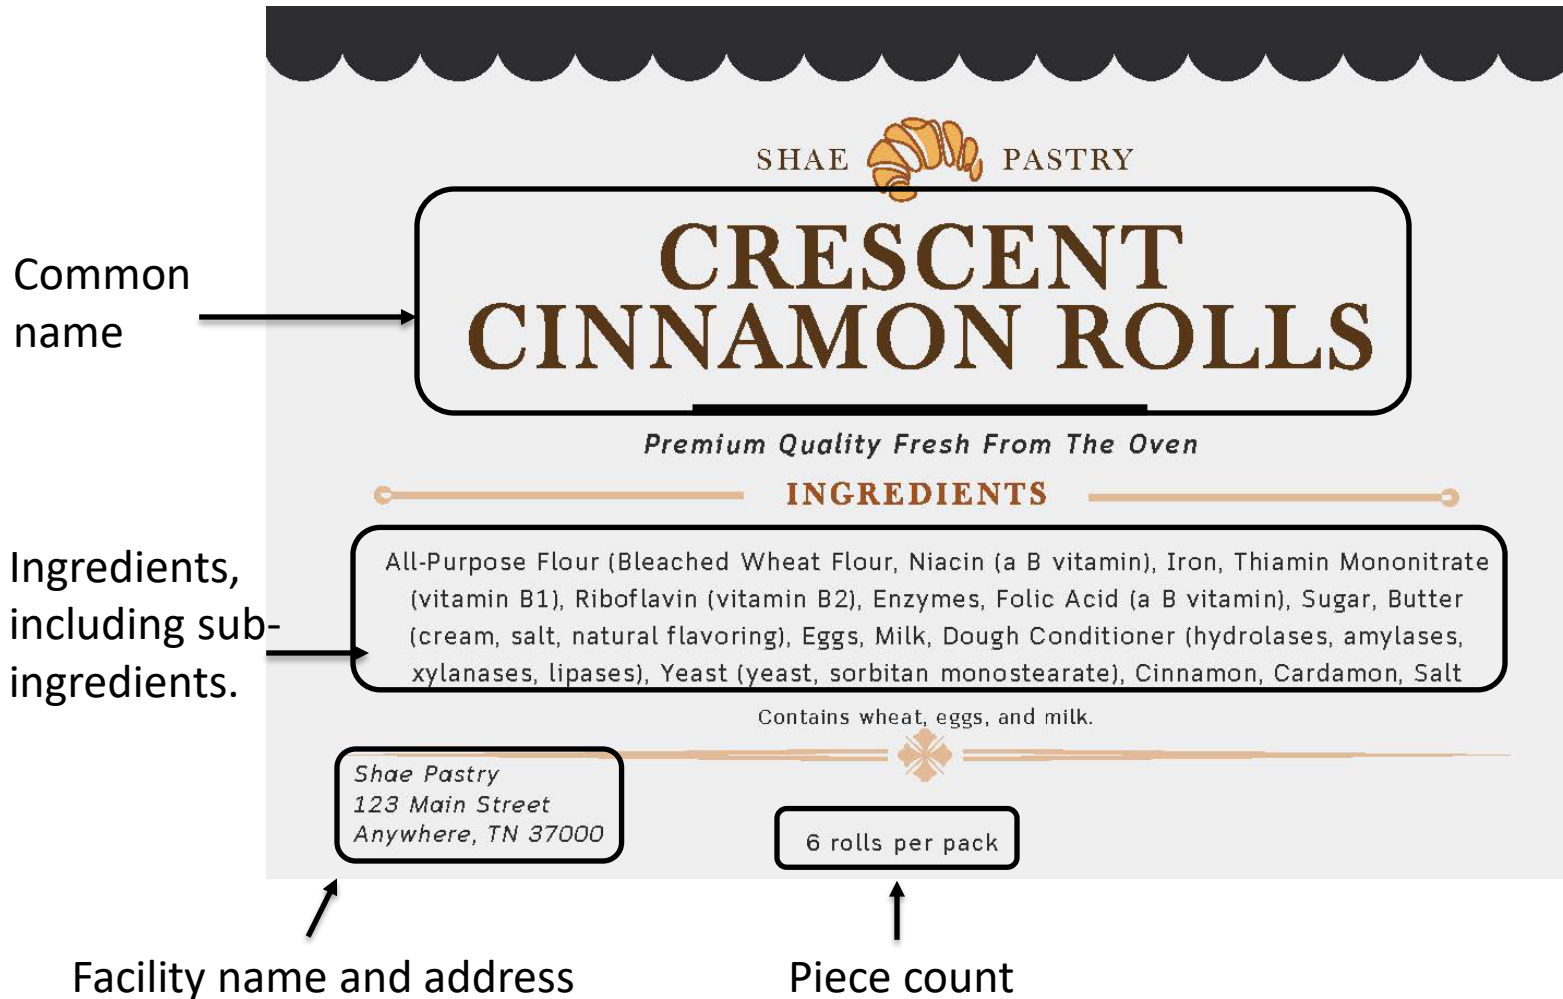 SHAE PASTRY
CRESCENT
CINNAMON ROLLS
Common
name
Premium Quality Fresh From The Oven
INGREDIENTS
Ingredients,
including sub-
ingredients.
All-Purpose Flour (Bleached Wheat Flour, Niacin (a B vitamin), Iron, Thiamin Mononitrate
(vitamin B1), Riboflavin (vitamin B2), Enzymes, Folic Acid (a B vitamin), Sugar, Butter
(cream, salt, natural flavoring), Eggs, Milk, Dough Conditioner (hydrolases, amylases,
xylanases, lipases), Yeast (yeast, sorbitan monostearate), Cinnamon, Cardamon, Salt
Contains wheat, eggs, and milk.
Shae Pastry
123 Main Street
Anywhere, TN 37000
6 rolls per pack
Facility name and address
Piece count